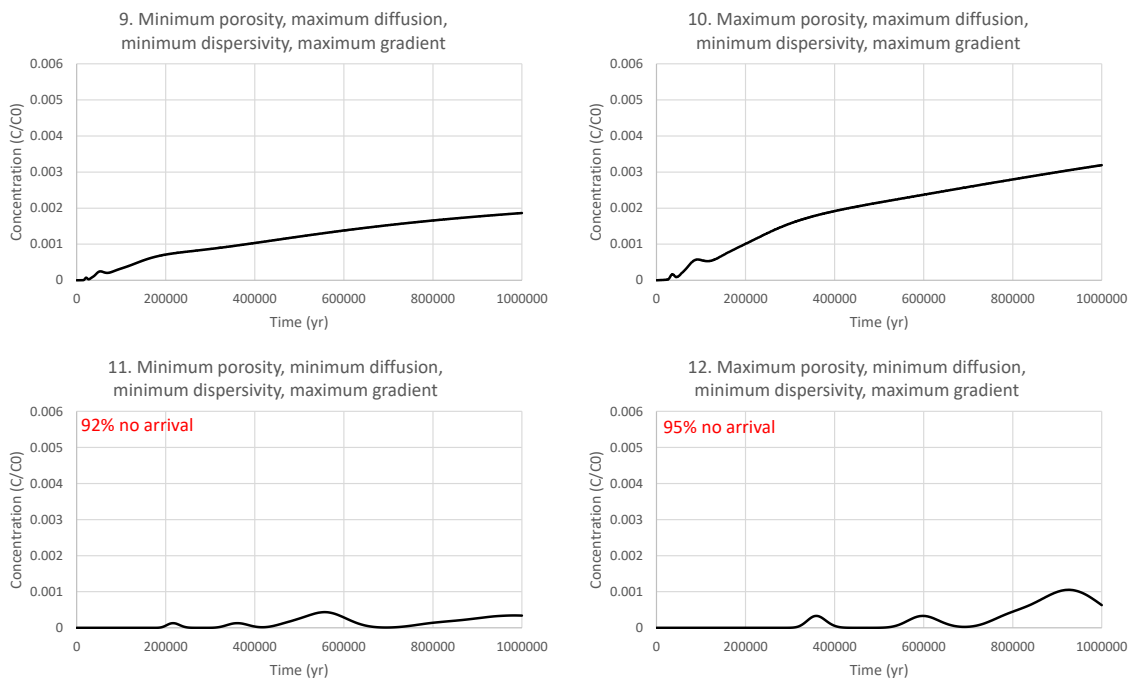 9. Minimum porosity, maximum diffusion,
minimum dispersivity, maximum gradient
0.006
0.005
0.004
0.003
0.002
0.001
0
Concentration (C/C0)
0 200000 400000 600000 800000 1000000
Time (yr)
10. Maximum porosity, maximum diffusion,
minimum dispersivity, maximum gradient
0.006
0.005
0.004
0.003
0.002
0.001
0
Concentration (C/C0)
0 200000 400000 600000 800000 1000000
Time (yr)
11. Minimum porosity, minimum diffusion,
minimum dispersivity, maximum gradient
92% no arrival
0.006
0.005
0.004
0.003
0.002
0.001
0
Concentration (C/C0)
0 200000 400000 600000 800000 1000000
Time (yr)
12. Maximum porosity, minimum diffusion,
minimum dispersivity, maximum gradient
95% no arrival
0.006
0.005
0.004
0.003
0.002
0.001
0
Concentration (C/C0)
0 200000 400000 600000 800000 1000000
Time (yr)